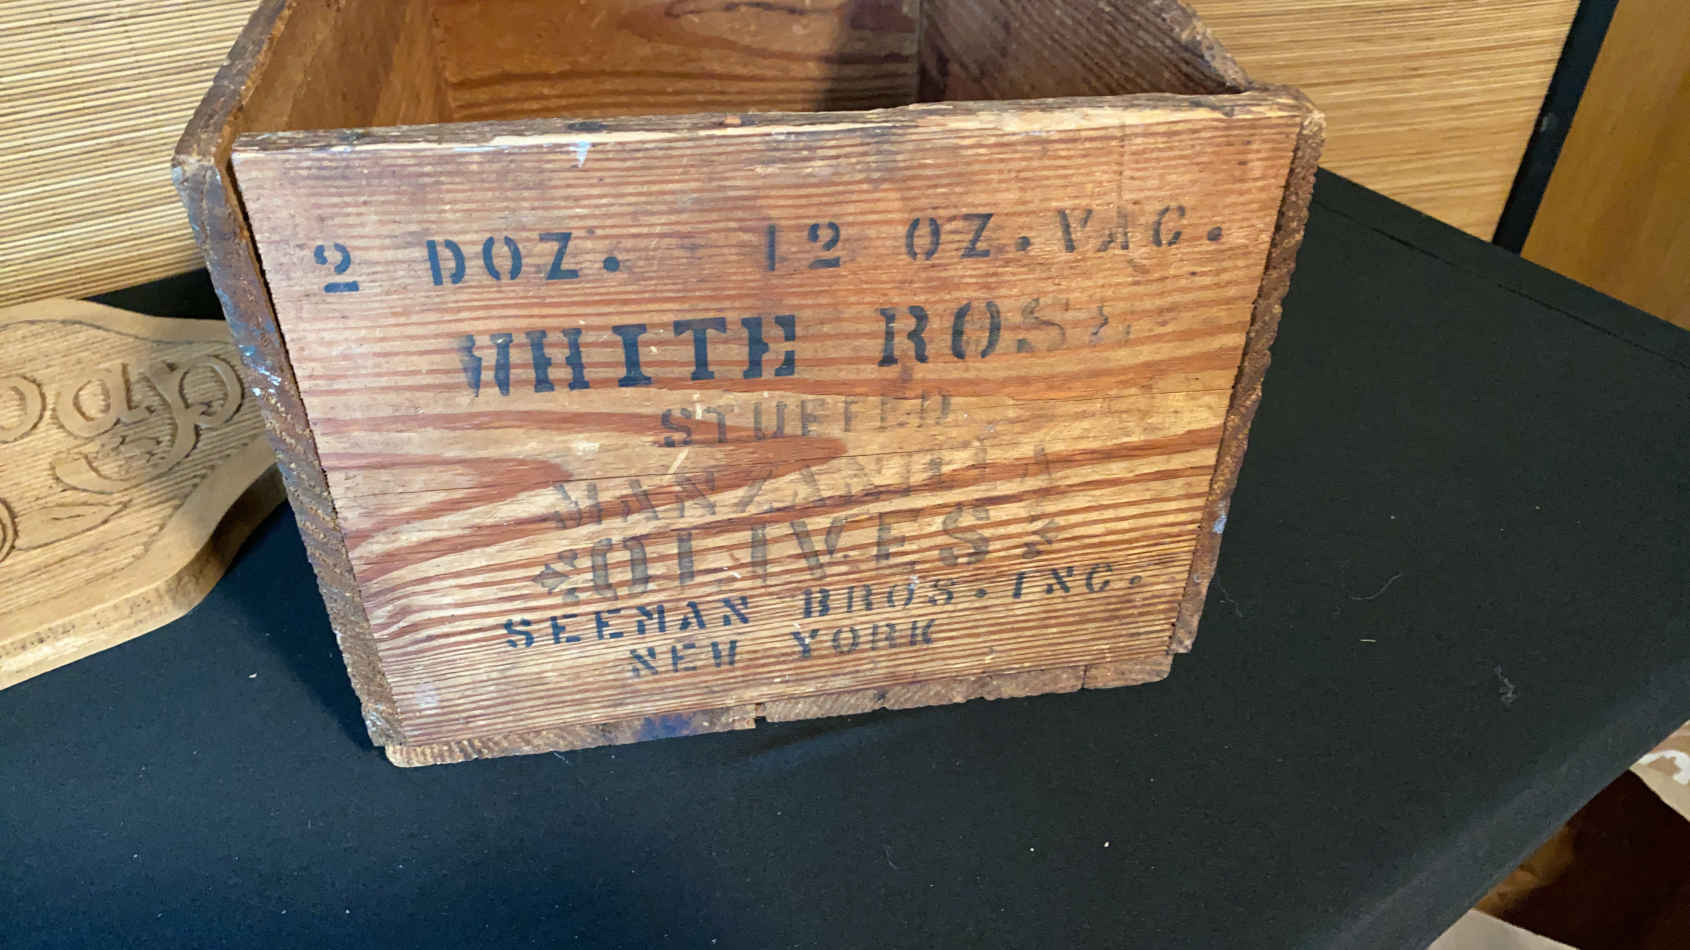 2 DOZ. 12 OZ. VAC.
WHITE ROSE
STUFFED
MANZANILLA
OLIVES
SEEMAN BROS. INC.
NEW YORK